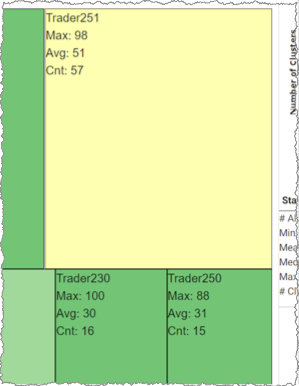 Trader251
Max: 98
Avg: 51
Cnt: 57
Number of Clusters
Trader230
Max: 100
Avg: 30
Cnt: 16
Trader250
Max: 88
Avg: 31
Cnt: 15
Sta
# Al
Min
Mea
Med
Max
# Cl